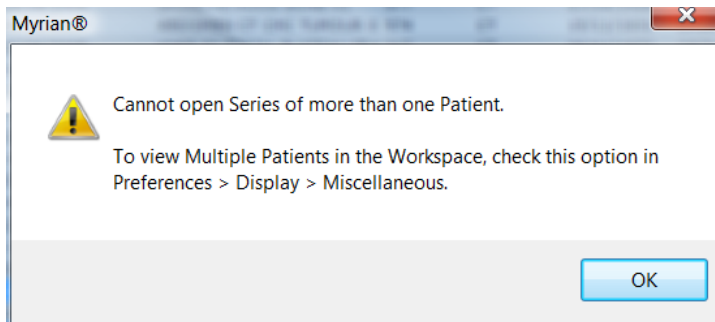 Myrian®
Cannot open Series of more than one Patient.
To view Multiple Patients in the Workspace, check this option in
Preferences > Display > Miscellaneous.
OK